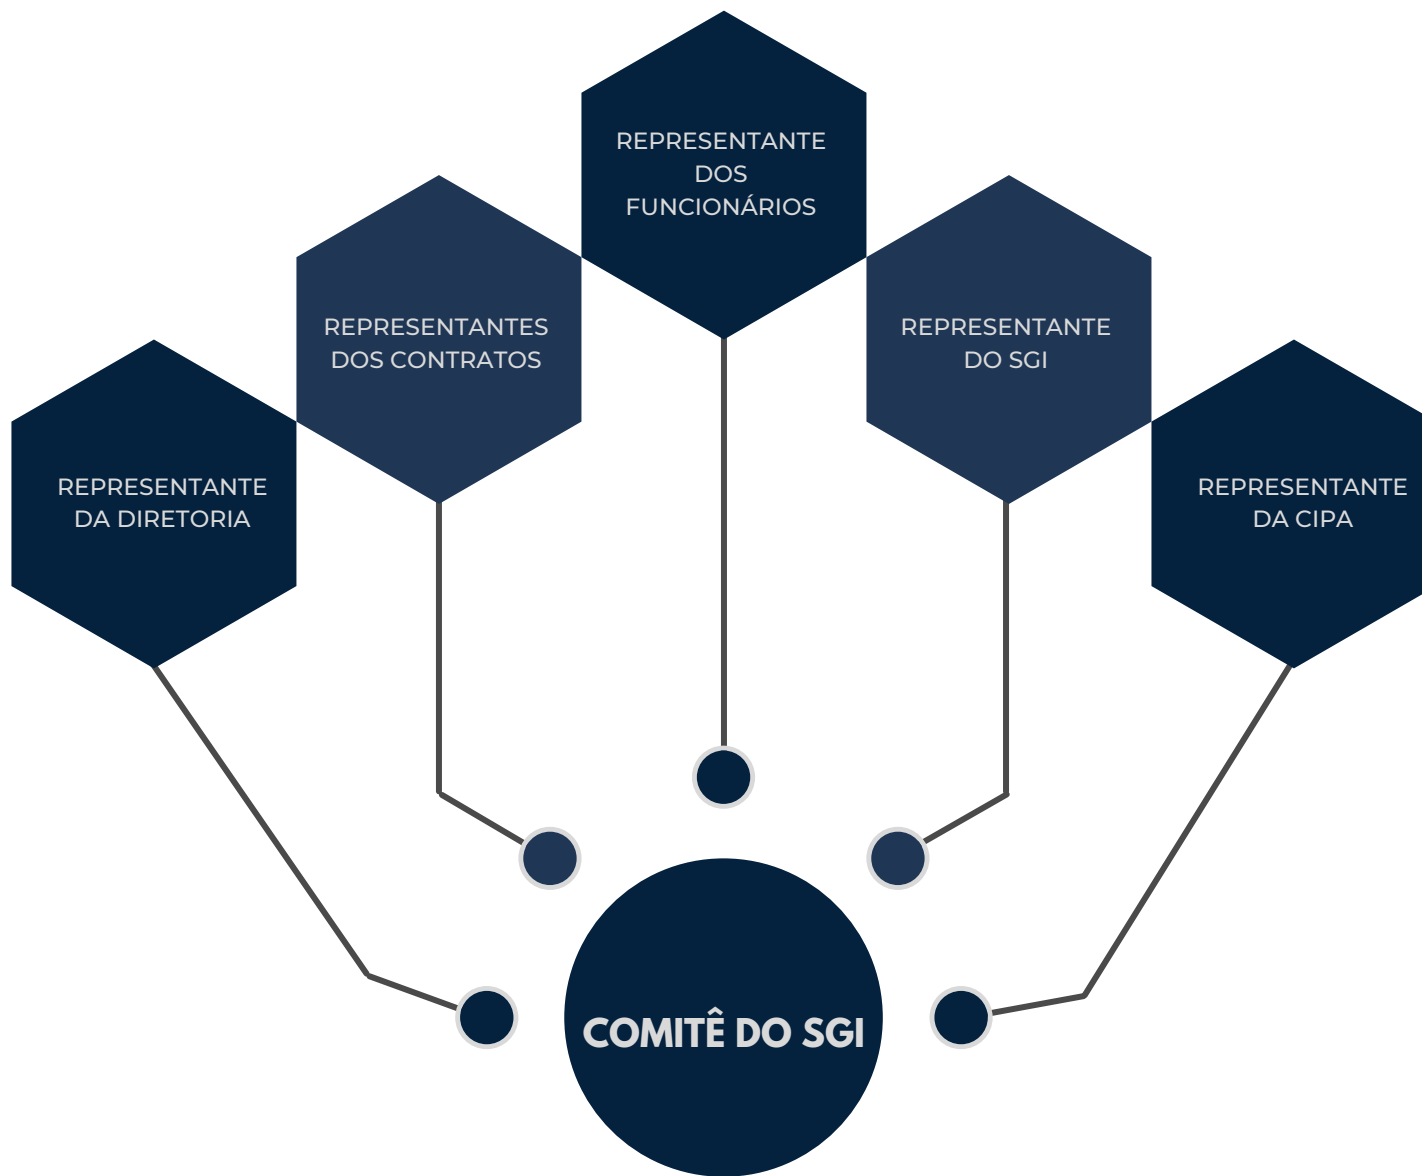 REPRESENTANTE
DOS
FUNCIONÁRIOS
REPRESENTANTES
DOS CONTRATOS
REPRESENTANTE
DO SGI
REPRESENTANTE
DA DIRETORIA
REPRESENTANTE
DA CIPA
COMITÊ DO SGI